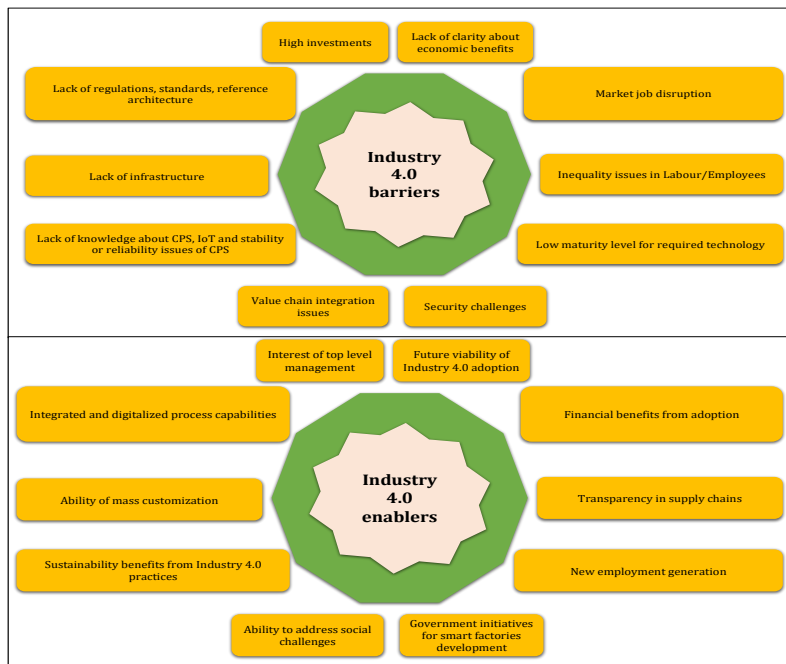 High investments
Lack of clarity about
economic benefits
Lack of regulations, standards, reference
architecture
Market job disruption
Industry
4.0
barriers
Lack of infrastructure
Inequality issues in Labour/Employees
Lack of knowledge about CPS, IoT and stability
or reliability issues of CPS
Low maturity level for required technology
Value chain integration
issues
Security challenges
Interest of top level
management
Future viability of
Industry 4.0 adoption
Integrated and digitalized process capabilities
Financial benefits from adoption
Industry
4.0
enablers
Ability of mass customization
Transparency in supply chains
Sustainability benefits from Industry 4.0
practices
New employment generation
Ability to address social
challenges
Government initiatives
for smart factories
development